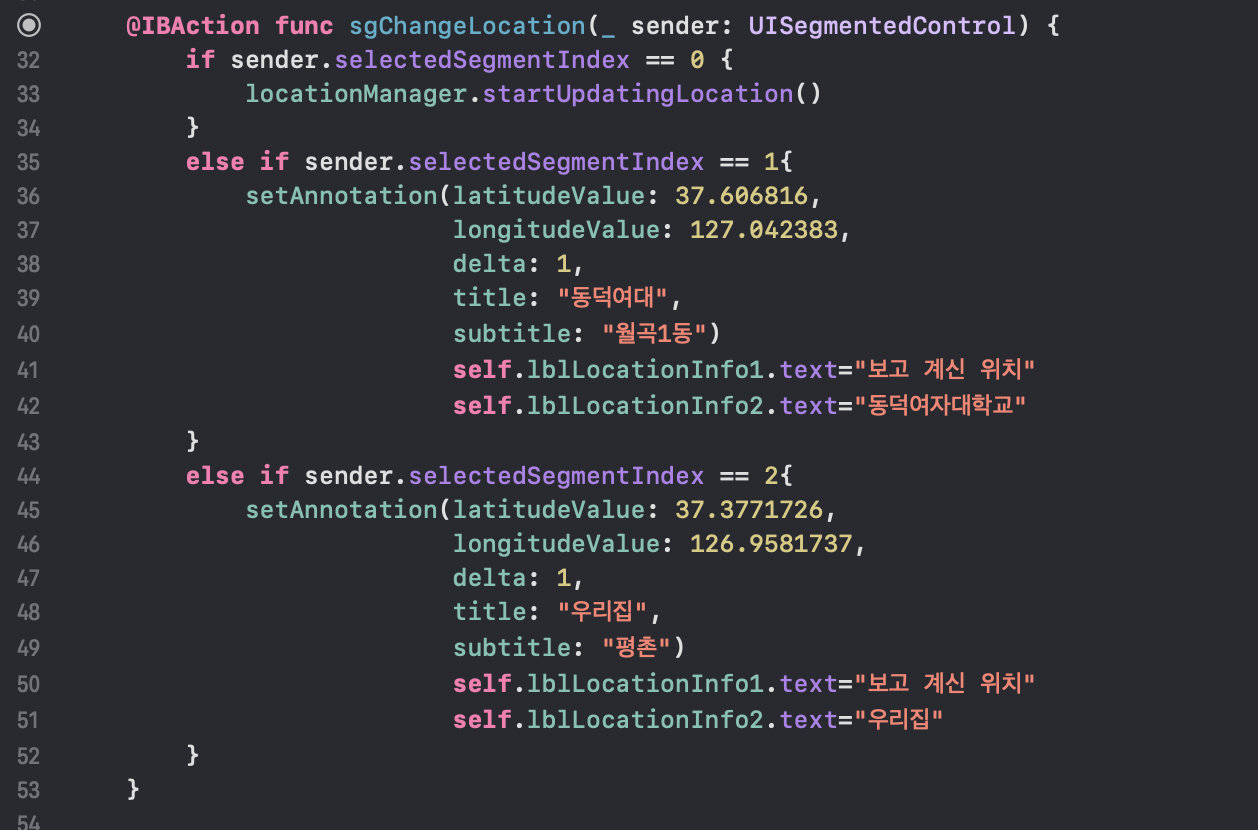 @IBAction func sgChangeLocation(_ sender: UISegmentedControl) {
32 if sender.selectedSegmentIndex == 0 {
33 locationManager.startUpdatingLocation()
34 }
35 else if sender.selectedSegmentIndex == 1{
36 setAnnotation(latitudeValue: 37.606816,
37 longitudeValue: 127.042383,
38 delta: 1,
39 title: "동덕여대",
40 subtitle: "월곡1동")
41 self.lblLocationInfo1.text="보고 계신 위치"
42 self.lblLocationInfo2.text="동덕여자대학교"
43 }
44 else if sender.selectedSegmentIndex == 2{
45 setAnnotation(latitudeValue: 37.3771726,
46 longitudeValue: 126.9581737,
47 delta: 1,
48 title: "우리집",
49 subtitle: "평촌")
50 self.lblLocationInfo1.text="보고 계신 위치"
51 self.lblLocationInfo2.text="우리집"
52 }
53 }
54